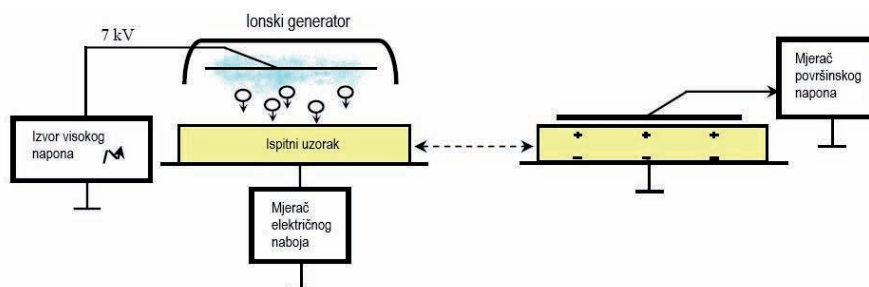 Ionski generator
7 kV
Mjerač
površinskog
napona
Izvor visokog
napona
Ispitni uzorak
+ + +
− − −
Mjerač
električnog
naboja